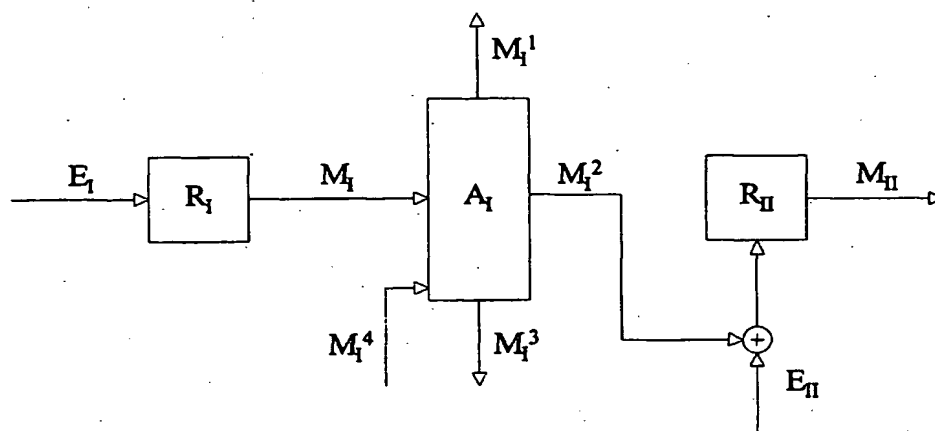 M_I^1
E_I
R_I
M_I
A_I
M_I^2
R_II
M_II
M_I^4
M_I^3
+
E_II